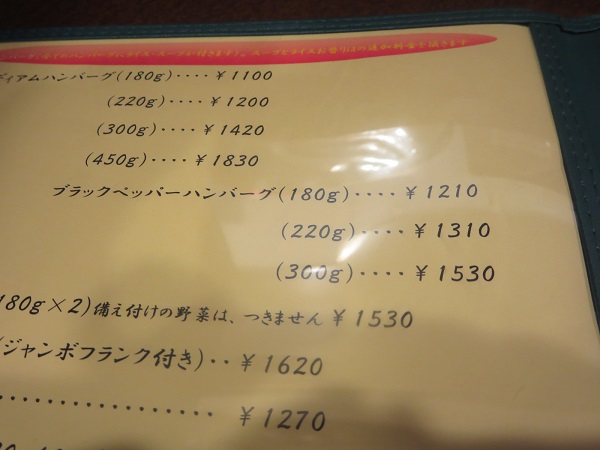 ディアムハンバーグ(180g)････￥1100
(220g)････￥1200
(300g)････￥1420
(450g)････￥1830
ブラックペッパーハンバーグ(180g)････￥1210
(220g)････￥1310
(300g)････￥1530
180g×2)備え付けの野菜は、つきません￥1530
(ジャンボフランク付き)‥￥1620
････････････････￥1270